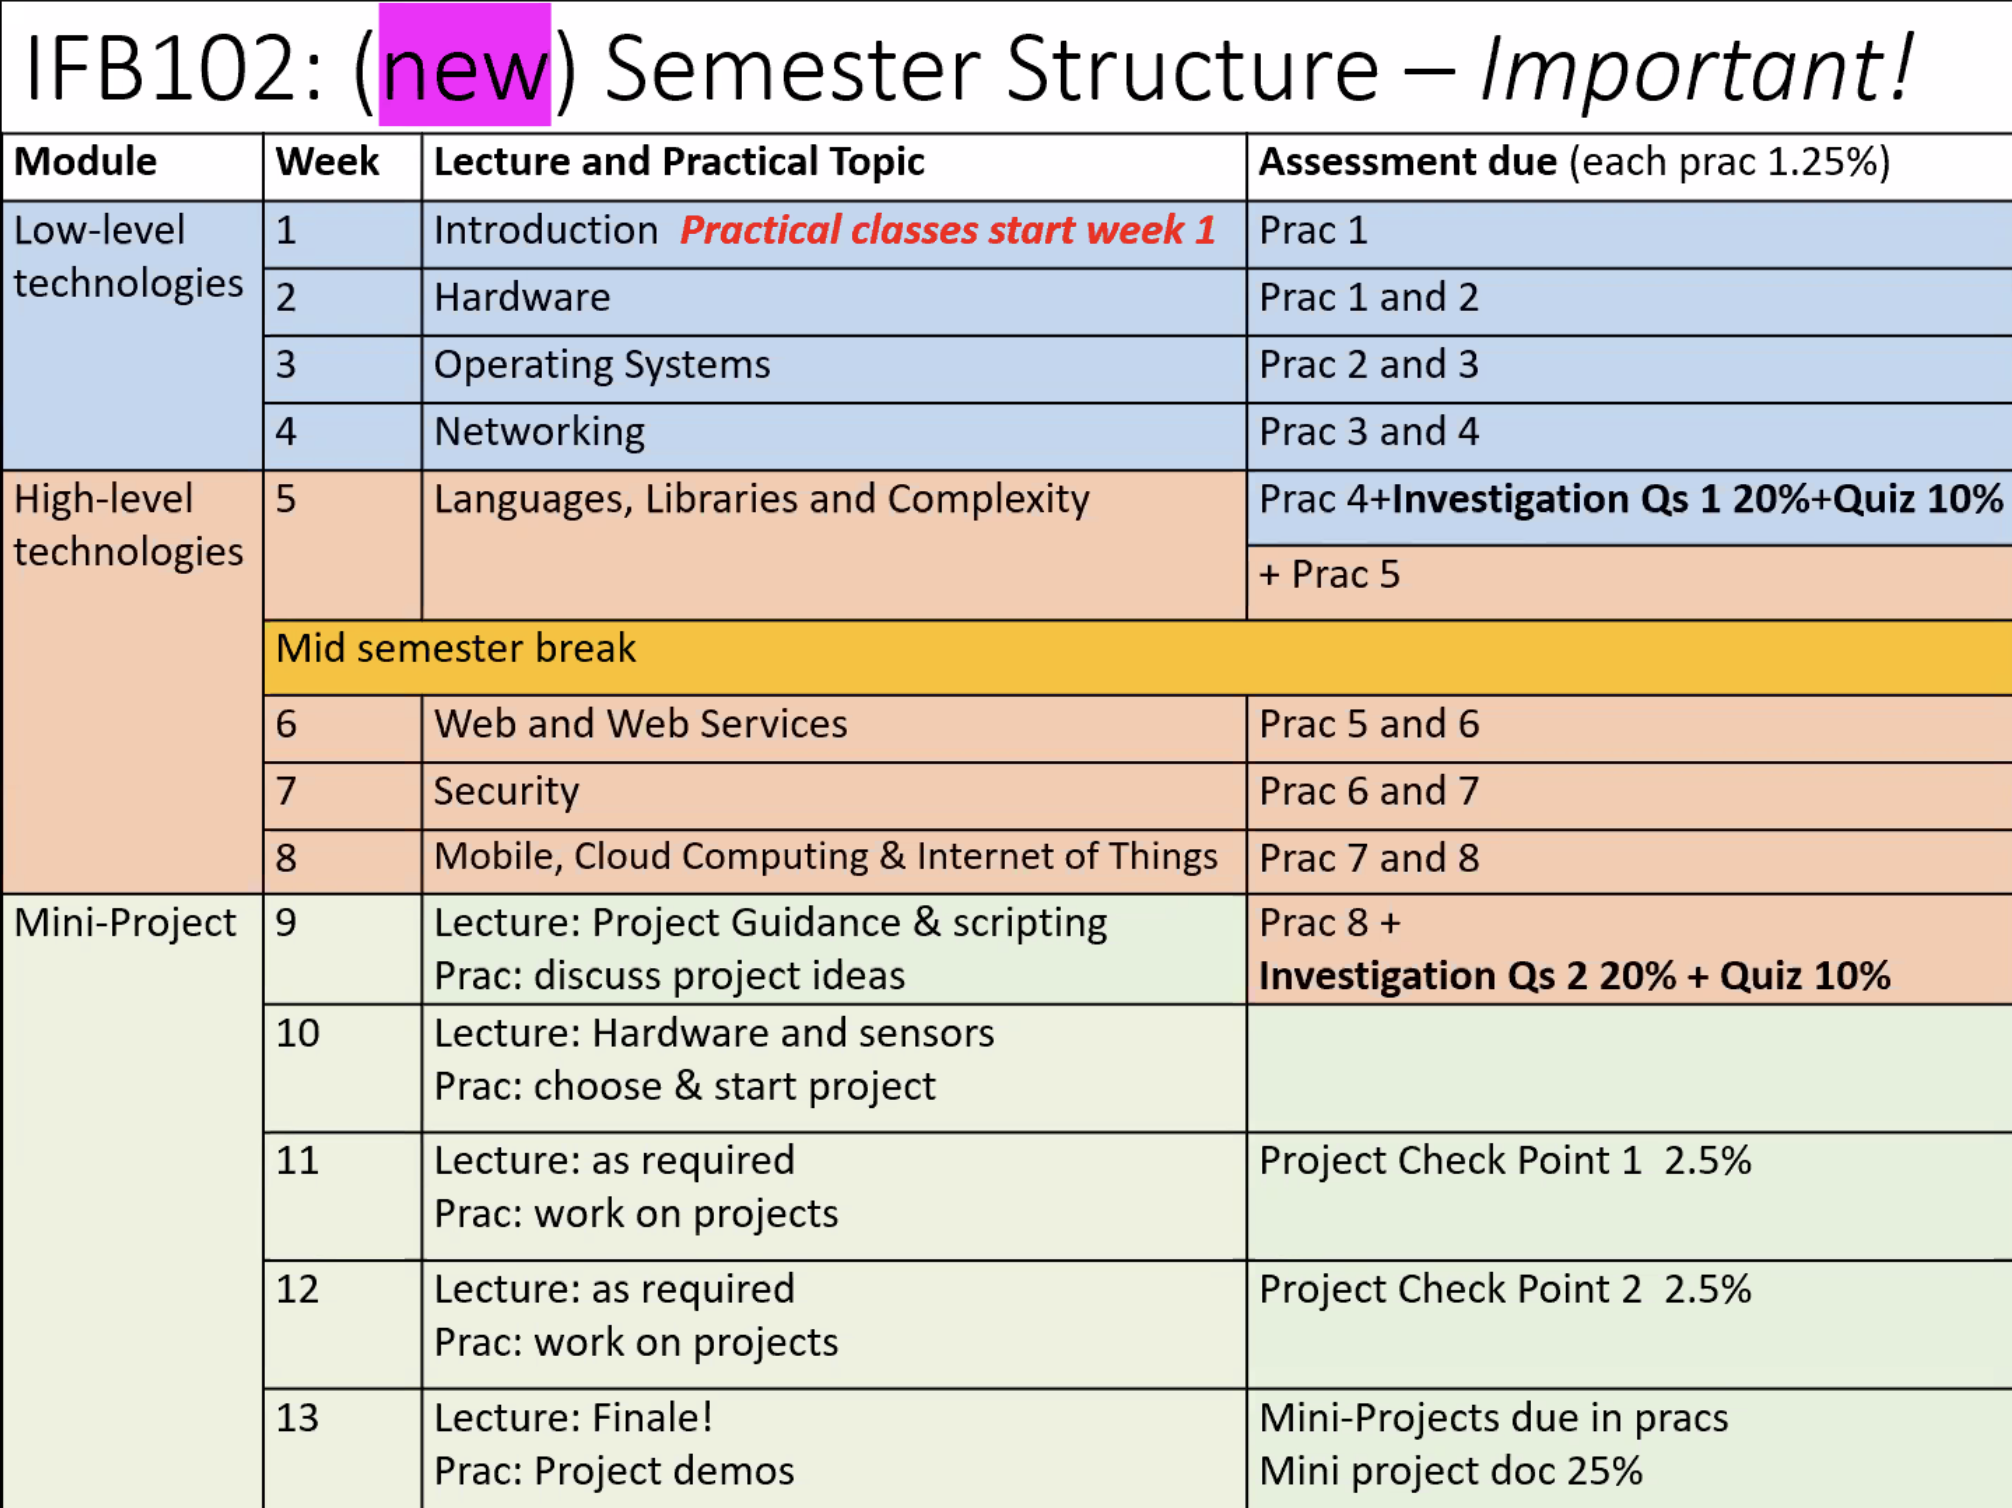 IFB102: (new) Semester Structure – Important!
Module Week Lecture and Practical Topic Assessment due (each prac 1.25%)
Low-level technologies
1 Introduction Practical classes start week 1 Prac 1
2 Hardware Prac 1 and 2
3 Operating Systems Prac 2 and 3
4 Networking Prac 3 and 4
High-level technologies
5 Languages, Libraries and Complexity Prac 4+Investigation Qs 1 20%+Quiz 10%
+ Prac 5
Mid semester break
6 Web and Web Services Prac 5 and 6
7 Security Prac 6 and 7
8 Mobile, Cloud Computing & Internet of Things Prac 7 and 8
Mini-Project
9 Lecture: Project Guidance & scripting Prac 8 +
Prac: discuss project ideas Investigation Qs 2 20% + Quiz 10%
10 Lecture: Hardware and sensors
Prac: choose & start project
11 Lecture: as required Project Check Point 1 2.5%
Prac: work on projects
12 Lecture: as required Project Check Point 2 2.5%
Prac: work on projects
13 Lecture: Finale! Mini-Projects due in pracs
Prac: Project demos Mini project doc 25%